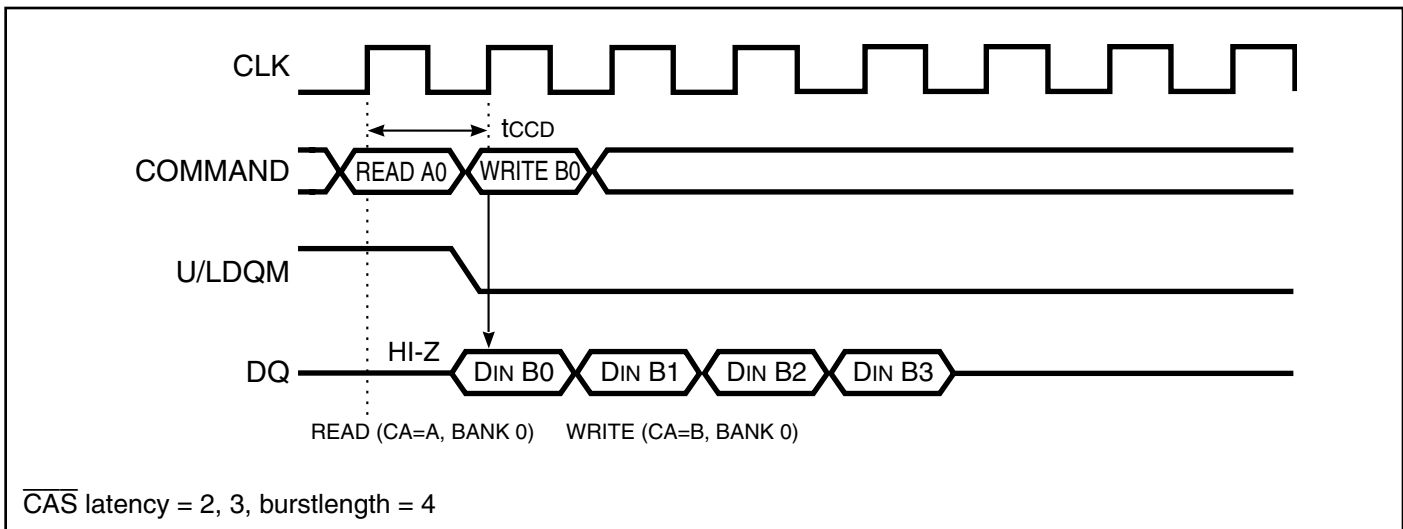 CLK
tCCD
COMMAND READ A0 WRITE B0
U/LDQM
HI-Z
DQ DIN B0 DIN B1 DIN B2 DIN B3
READ (CA=A, BANK 0) WRITE (CA=B, BANK 0)
C̅A̅S̅ latency = 2, 3, burstlength = 4